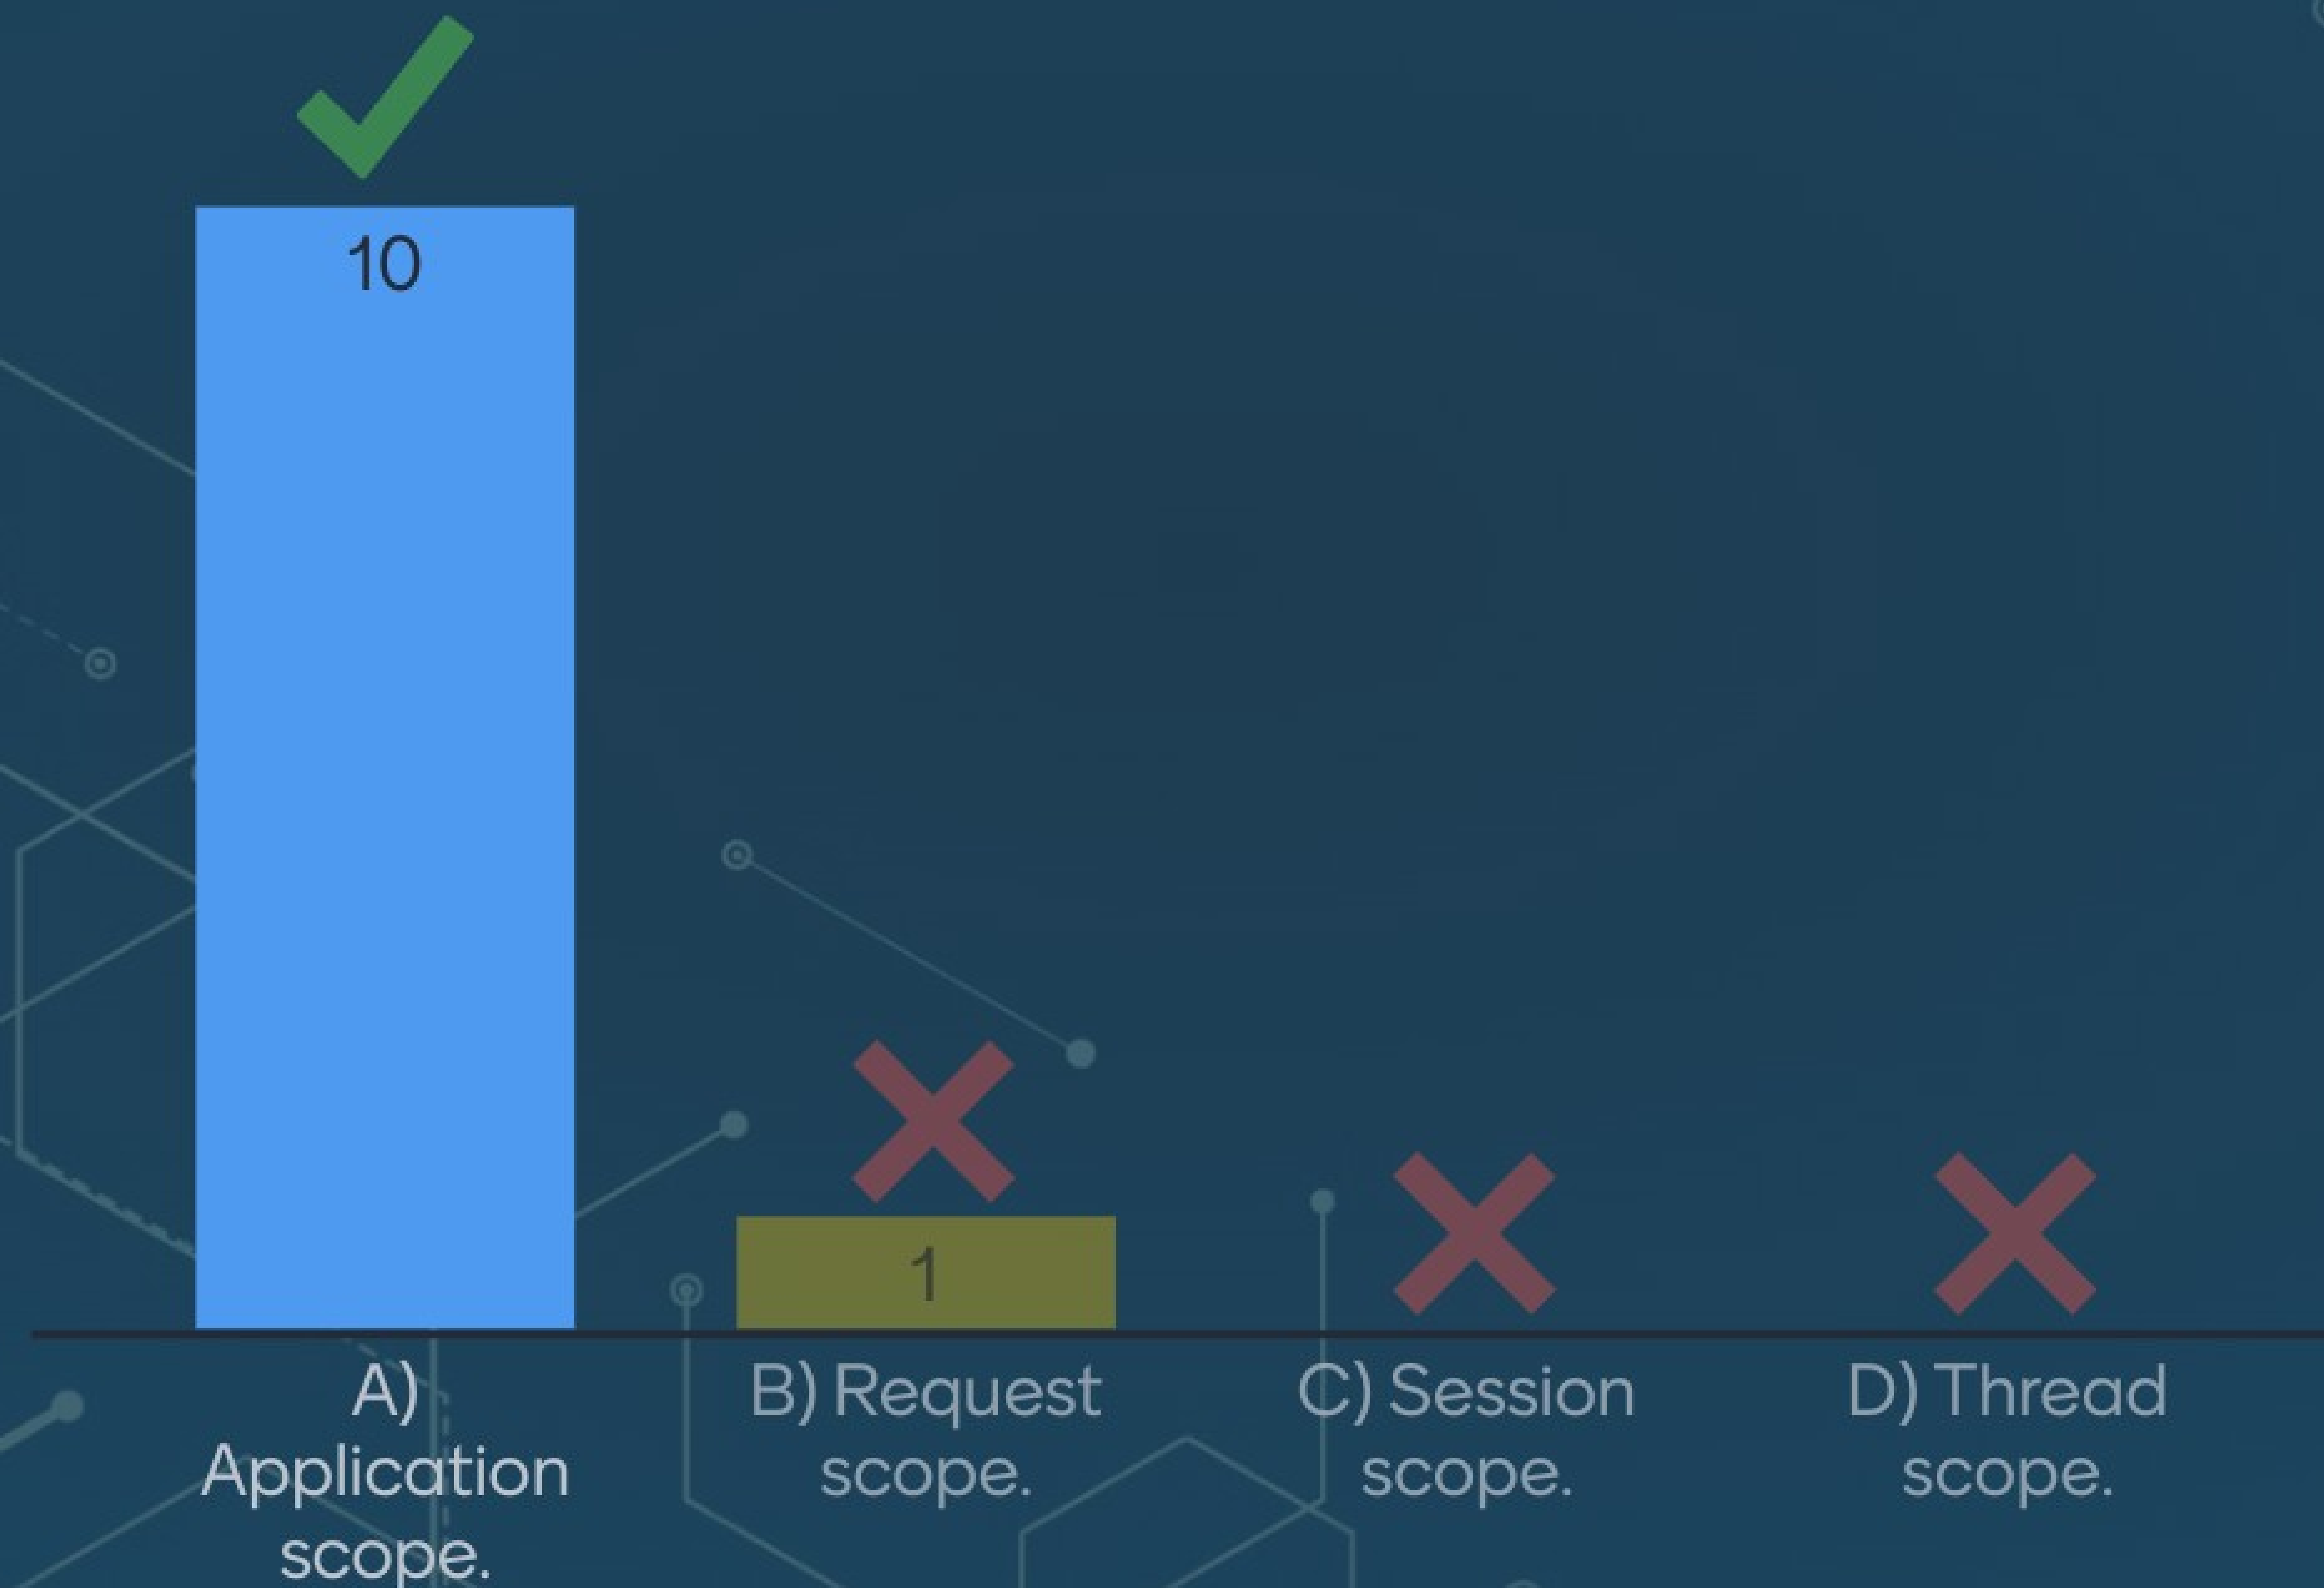 10
1
A)
Application
scope.
B) Request
scope.
C) Session
scope.
D) Thread
scope.